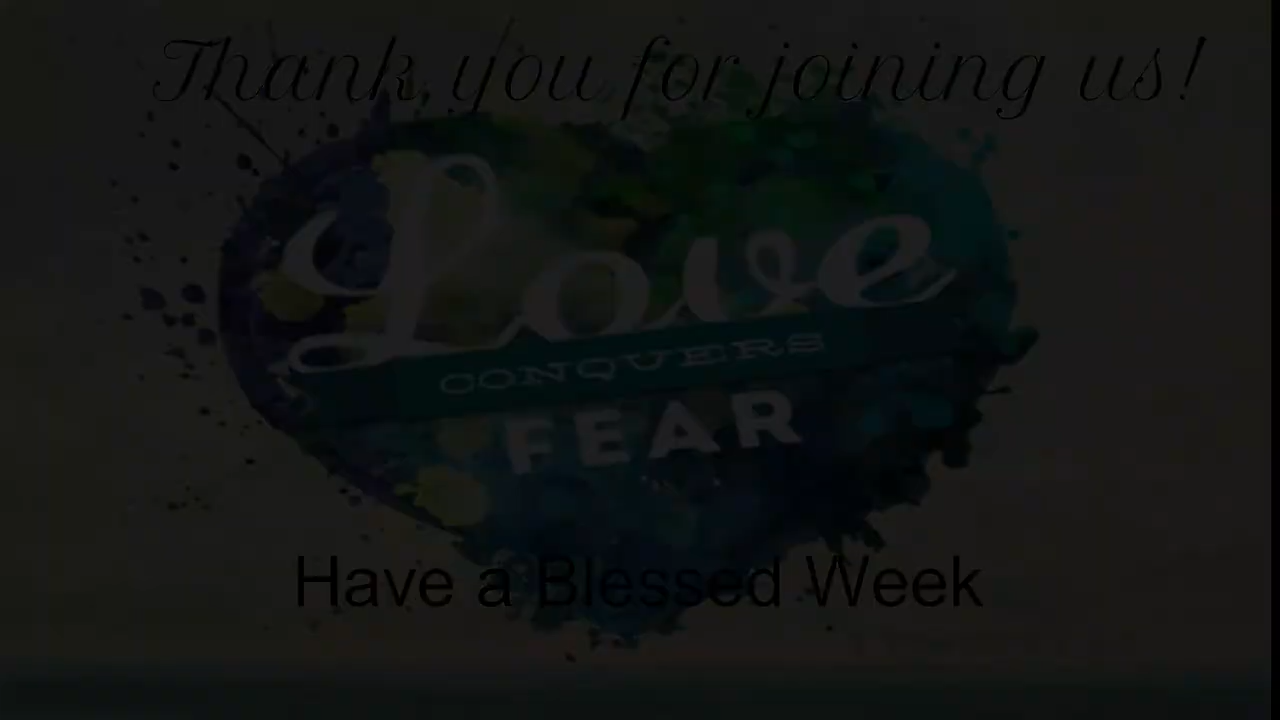 Thank you for joining us!
Love
CONQUERS
FEAR
Have a Blessed Week